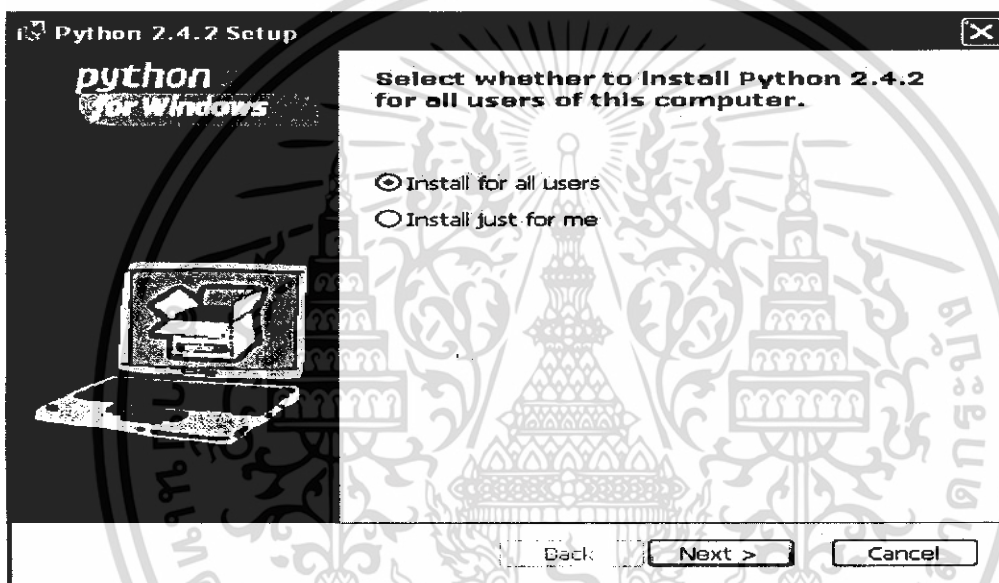 Python 2.4.2 Setup
python
for Windows
Select whether to Install Python 2.4.2
for all users of this computer.
Install for all users
Install just for me
Back
Next >
Cancel